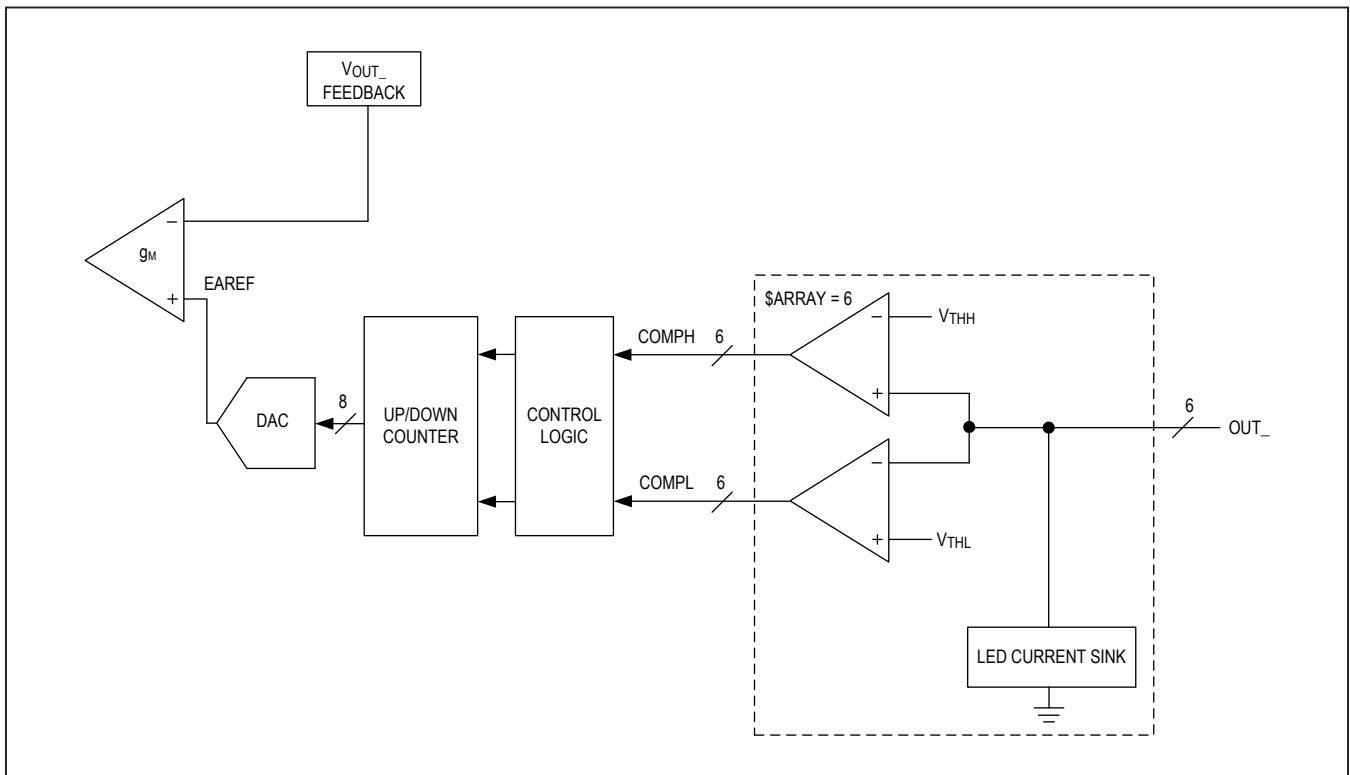 VOUT_
FEEDBACK
−
gM
EAREF
+
$ARRAY = 6
−
VTHH
COMPH
6
+
DAC
8
UP/DOWN
COUNTER
CONTROL
LOGIC
6
OUT_
−
COMPL
6
+
VTHL
LED CURRENT SINK